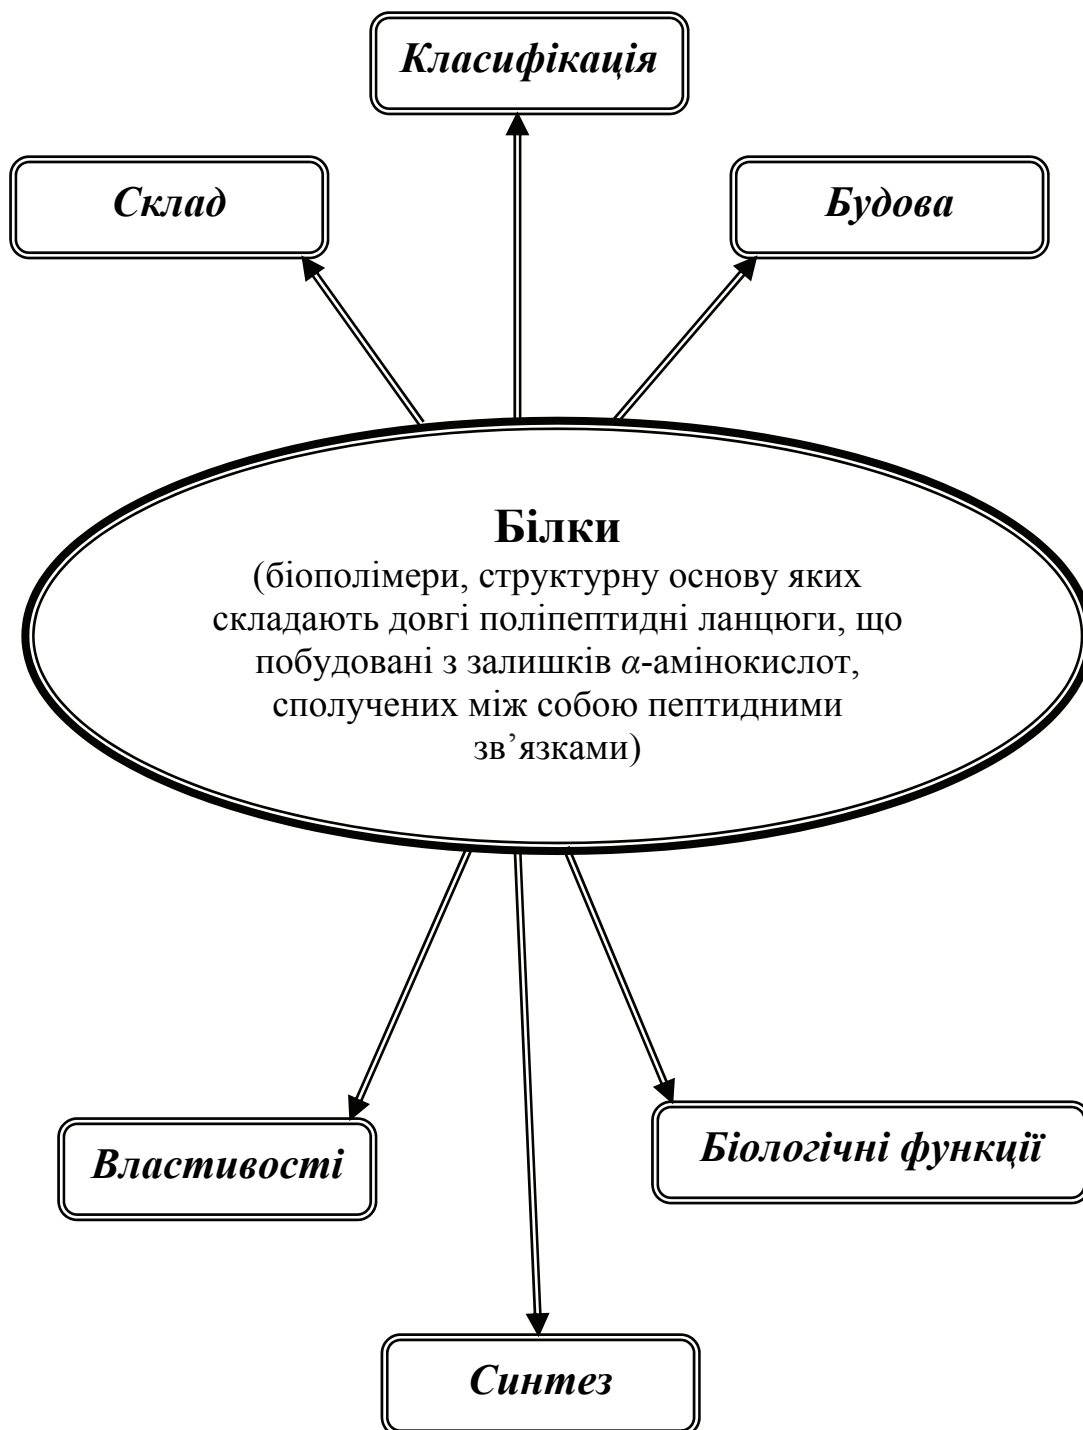 Класифікація
Склад
Будова
Білки
(біополімери, структурну основу яких
складають довгі поліпептидні ланцюги, що
побудовані з залишків α-амінокислот,
сполучених між собою пептидними
зв’язками)
Властивості
Біологічні функції
Синтез